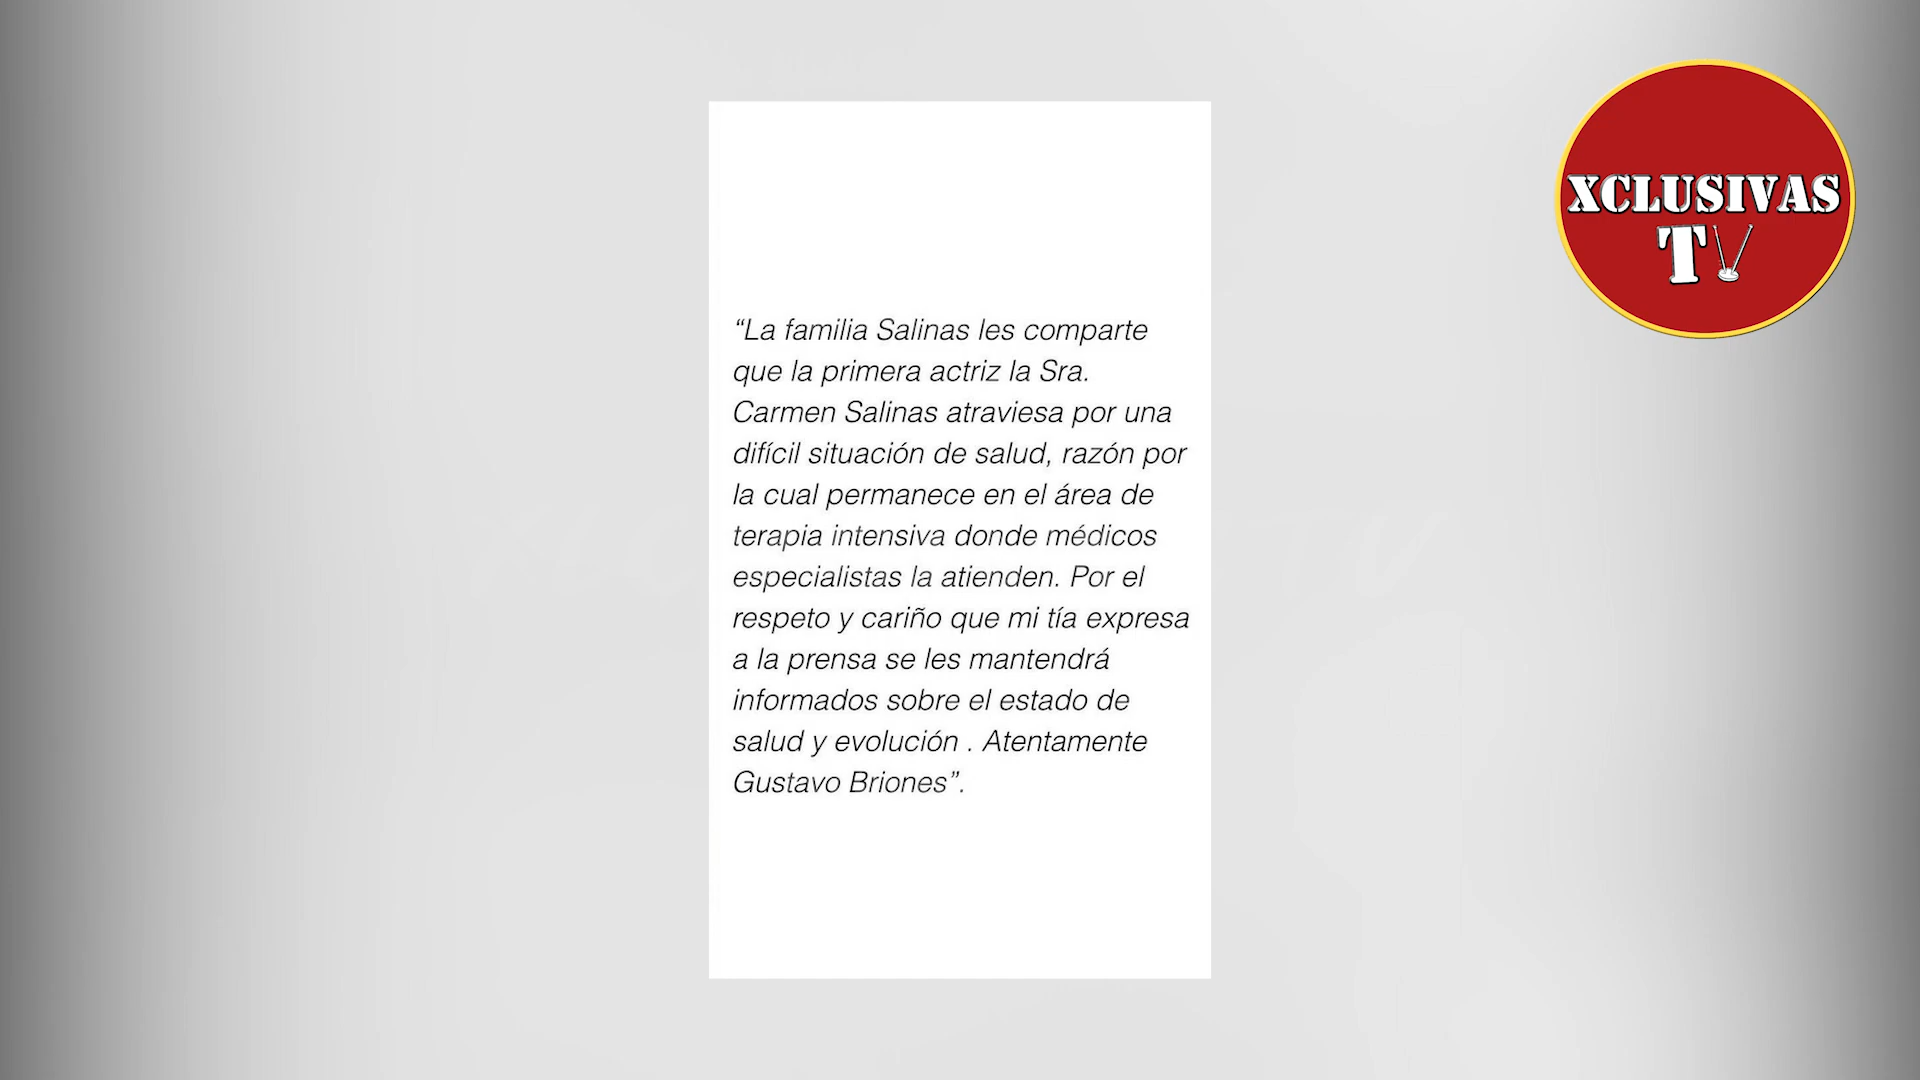 XCLUSIVAS
TV
“La familia Salinas les comparte
que la primera actriz la Sra.
Carmen Salinas atraviesa por una
difícil situación de salud, razón por
la cual permanece en el área de
terapia intensiva donde médicos
especialistas la atienden. Por el
respeto y cariño que mi tía expresa
a la prensa se les mantendrá
informados sobre el estado de
salud y evolución . Atentamente
Gustavo Briones”.